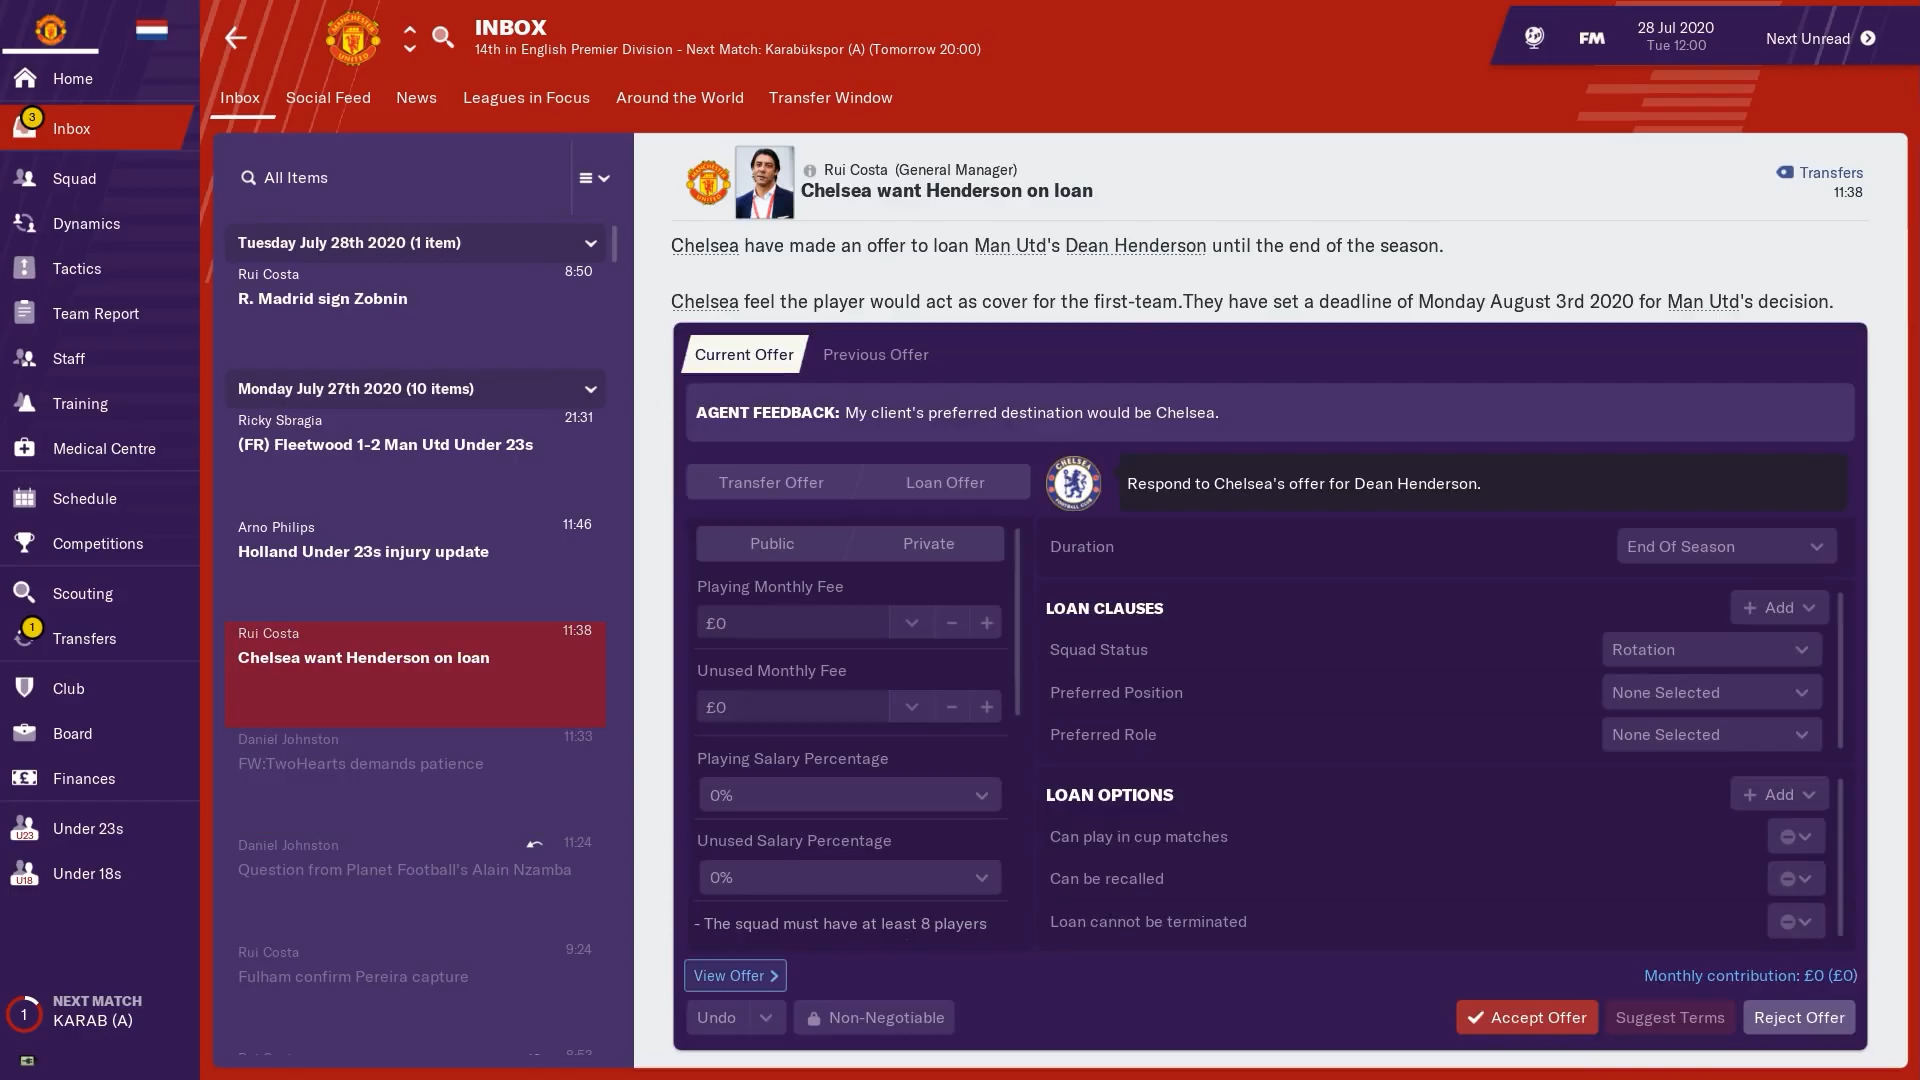 INBOX
14th in English Premier Division - Next Match: Karabükspor (A) (Tomorrow 20:00)
FM
28 Jul 2020
Tue 12:00
Next Unread
Home
3
Inbox
Squad
Dynamics
Tactics
Team Report
Staff
Training
Medical Centre
Schedule
Competitions
Scouting
1
Transfers
Club
Board
Finances
U23
Under 23s
U18
Under 18s
1
NEXT MATCH
KARAB (A)
Inbox
Social Feed
News
Leagues in Focus
Around the World
Transfer Window
All Items
Tuesday July 28th 2020 (1 item)
Rui Costa 8:50
R. Madrid sign Zobnin
Monday July 27th 2020 (10 items)
Ricky Sbragia 21:31
(FR) Fleetwood 1-2 Man Utd Under 23s
Arno Philips 11:46
Holland Under 23s injury update
Rui Costa 11:38
Chelsea want Henderson on loan
Daniel Johnston 11:33
FW:TwoHearts demands patience
Daniel Johnston 11:24
Question from Planet Football's Alain Nzamba
Rui Costa 9:24
Fulham confirm Pereira capture
Rui Costa (General Manager)
Chelsea want Henderson on loan
Transfers
11:38
Chelsea have made an offer to loan Man Utd's Dean Henderson until the end of the season.
Chelsea feel the player would act as cover for the first-team.They have set a deadline of Monday August 3rd 2020 for Man Utd's decision.
Current Offer
Previous Offer
AGENT FEEDBACK: My client's preferred destination would be Chelsea.
Transfer Offer
Loan Offer
CHELSEA
FOOTBALL CLUB
Respond to Chelsea's offer for Dean Henderson.
Public
Private
Playing Monthly Fee
£0
Unused Monthly Fee
£0
Playing Salary Percentage
0%
Unused Salary Percentage
0%
- The squad must have at least 8 players
Duration
End Of Season
LOAN CLAUSES
Add
Squad Status
Rotation
Preferred Position
None Selected
Preferred Role
None Selected
LOAN OPTIONS
Add
Can play in cup matches
Can be recalled
Loan cannot be terminated
View Offer
Monthly contribution: £0 (£0)
Undo
Non-Negotiable
Accept Offer
Suggest Terms
Reject Offer